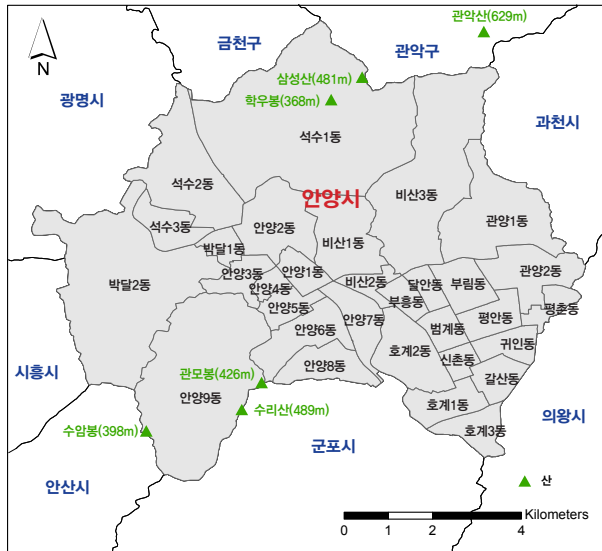 관악산(629m)
금천구
관악구
N
삼성산(481m)
학우봉(368m)
광명시
과천시
석수1동
석수2동
안양시
비산3동
석수3동
안양2동
관양1동
박달1동
비산1동
안양3동
안양1동
관양2동
박달2동
안양4동
비산2동
달안동
부림동
부흥동
안양5동
안양7동
평촌동
안양6동
범계동
평안동
호계2동
귀인동
신촌동
시흥시
관모봉(426m)
안양8동
갈산동
안양9동
수리산(489m)
호계1동
의왕시
수암봉(398m)
군포시
호계3동
안산시
산
Kilometers
0 1 2 4